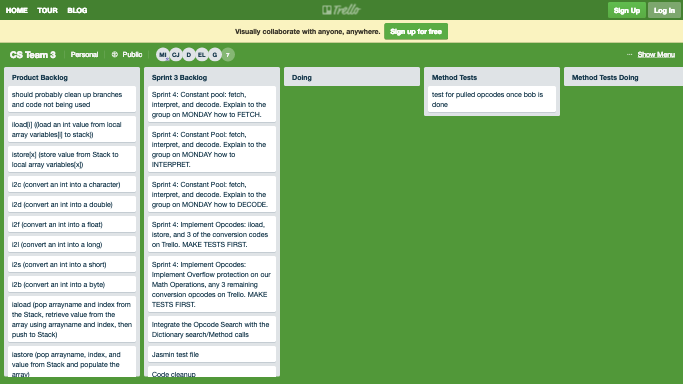 HOME TOUR BLOG
Trello
Sign Up Log In
Visually collaborate with anyone, anywhere. Sign up for free
CS Team 3 Personal Public MI CJ D EL G 7 ... Show Menu
Product Backlog
should probably clean up branches
and code not being used
iload[i] ((load an int value from local
array variables[i] to stack))
istore[x] (store value from Stack to
local array variables[x])
i2c (convert an int into a character)
i2d (convert an int into a double)
i2f (convert an int into a float)
i2l (convert an int into a long)
i2s (convert an int into a short)
i2b (convert an int into a byte)
iaload (pop arrayname and index from
the Stack, retrieve value from the
array using arrayname and index, then
push to Stack)
iastore (pop arrayname, index, and
value from Stack and populate the
array)
Sprint 3 Backlog
Sprint 4: Constant pool: fetch,
interpret, and decode. Explain to the
group on MONDAY how to FETCH.
Sprint 4: Constant Pool: fetch,
interpret, and decode. Explain to the
group on MONDAY how to
INTERPRET.
Sprint 4: Constant Pool: fetch,
interpret, and decode. Explain to the
group on MONDAY how to DECODE.
Sprint 4: Implement Opcodes: iload,
istore, and 3 of the conversion codes
on Trello. MAKE TESTS FIRST.
Sprint 4: Implement Opcodes:
Implement Overflow protection on our
Math Operations, any 3 remaining
conversion opcodes on Trello. MAKE
TESTS FIRST.
Integrate the Opcode Search with the
Dictionary search/Method calls
Jasmin test file
Code cleanup
Doing
Method Tests
test for pulled opcodes once bob is
done
Method Tests Doing